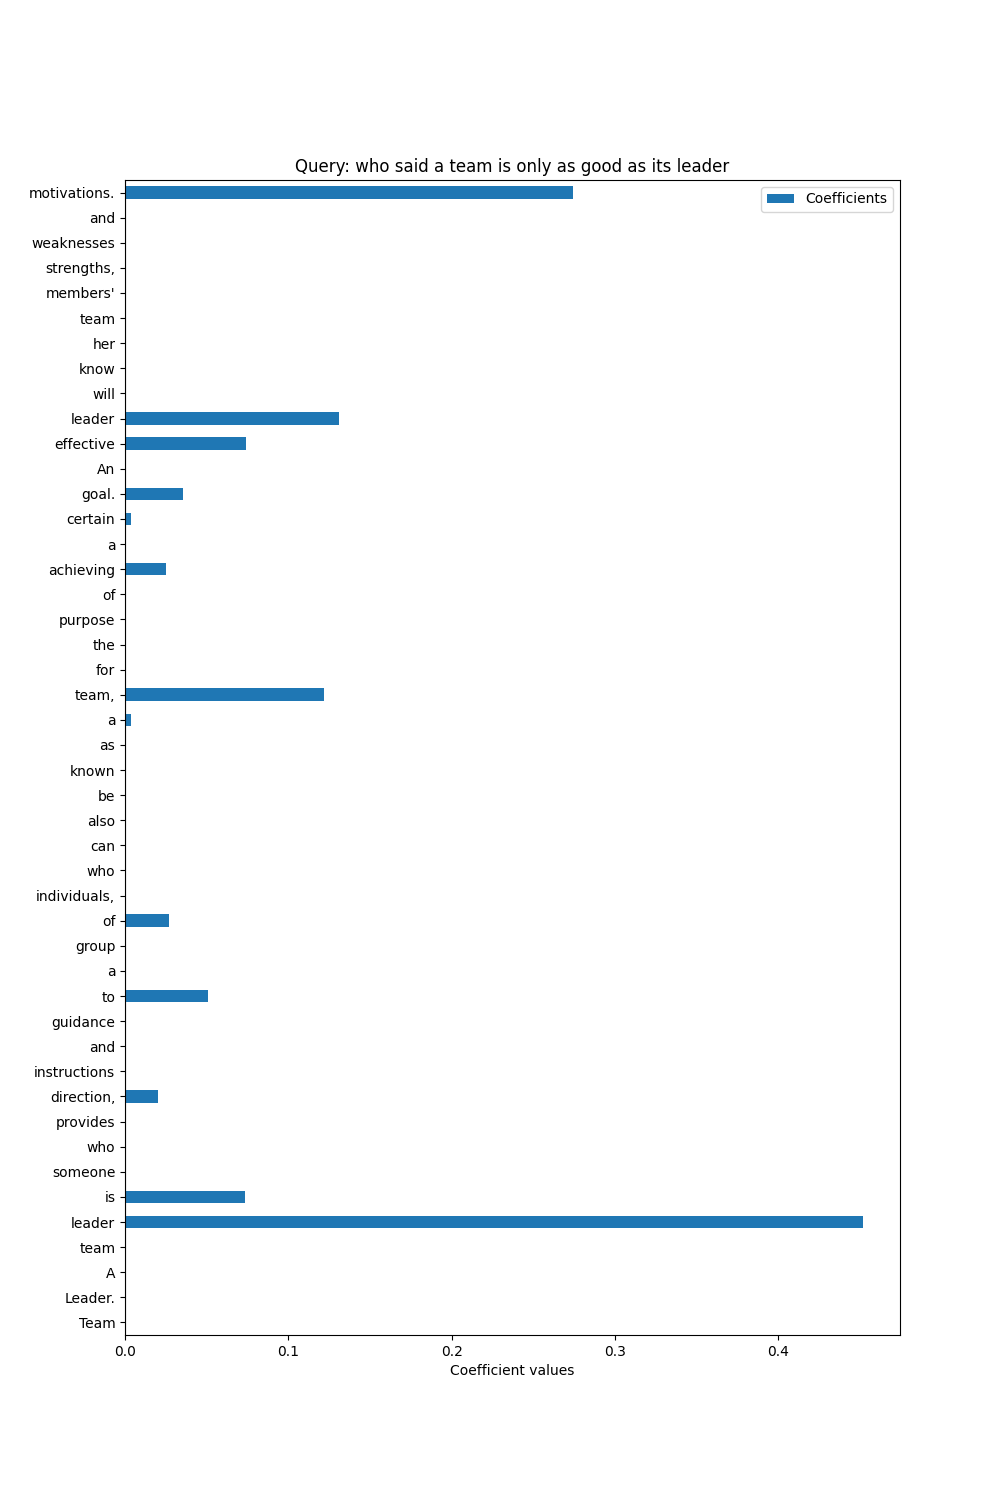 Query: who said a team is only as good as its leader
motivations.
Coefficients
and
weaknesses
strengths,
members'
team
her
know
will
leader
effective
An
goal.
certain
a
achieving
of
purpose
the
for
team,
a
as
known
be
also
can
who
individuals,
of
group
a
to
guidance
and
instructions
direction,
provides
who
someone
is
leader
team
A
Leader.
Team
0.0 0.1 0.2 0.3 0.4
Coefficient values